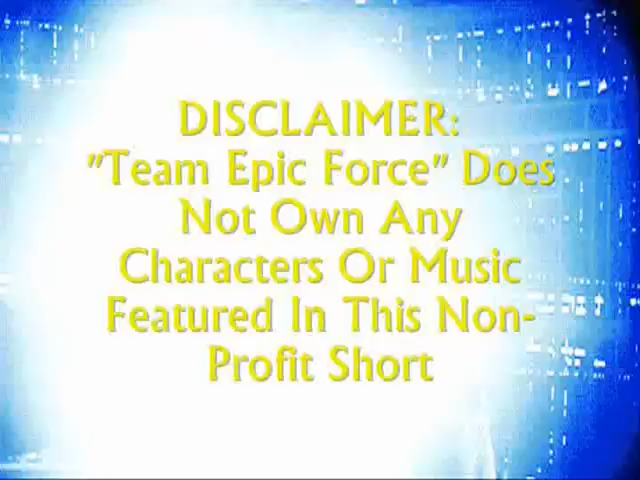 DISCLAIMER:
"Team Epic Force" Does
Not Own Any
Characters Or Music
Featured In This Non-
Profit Short